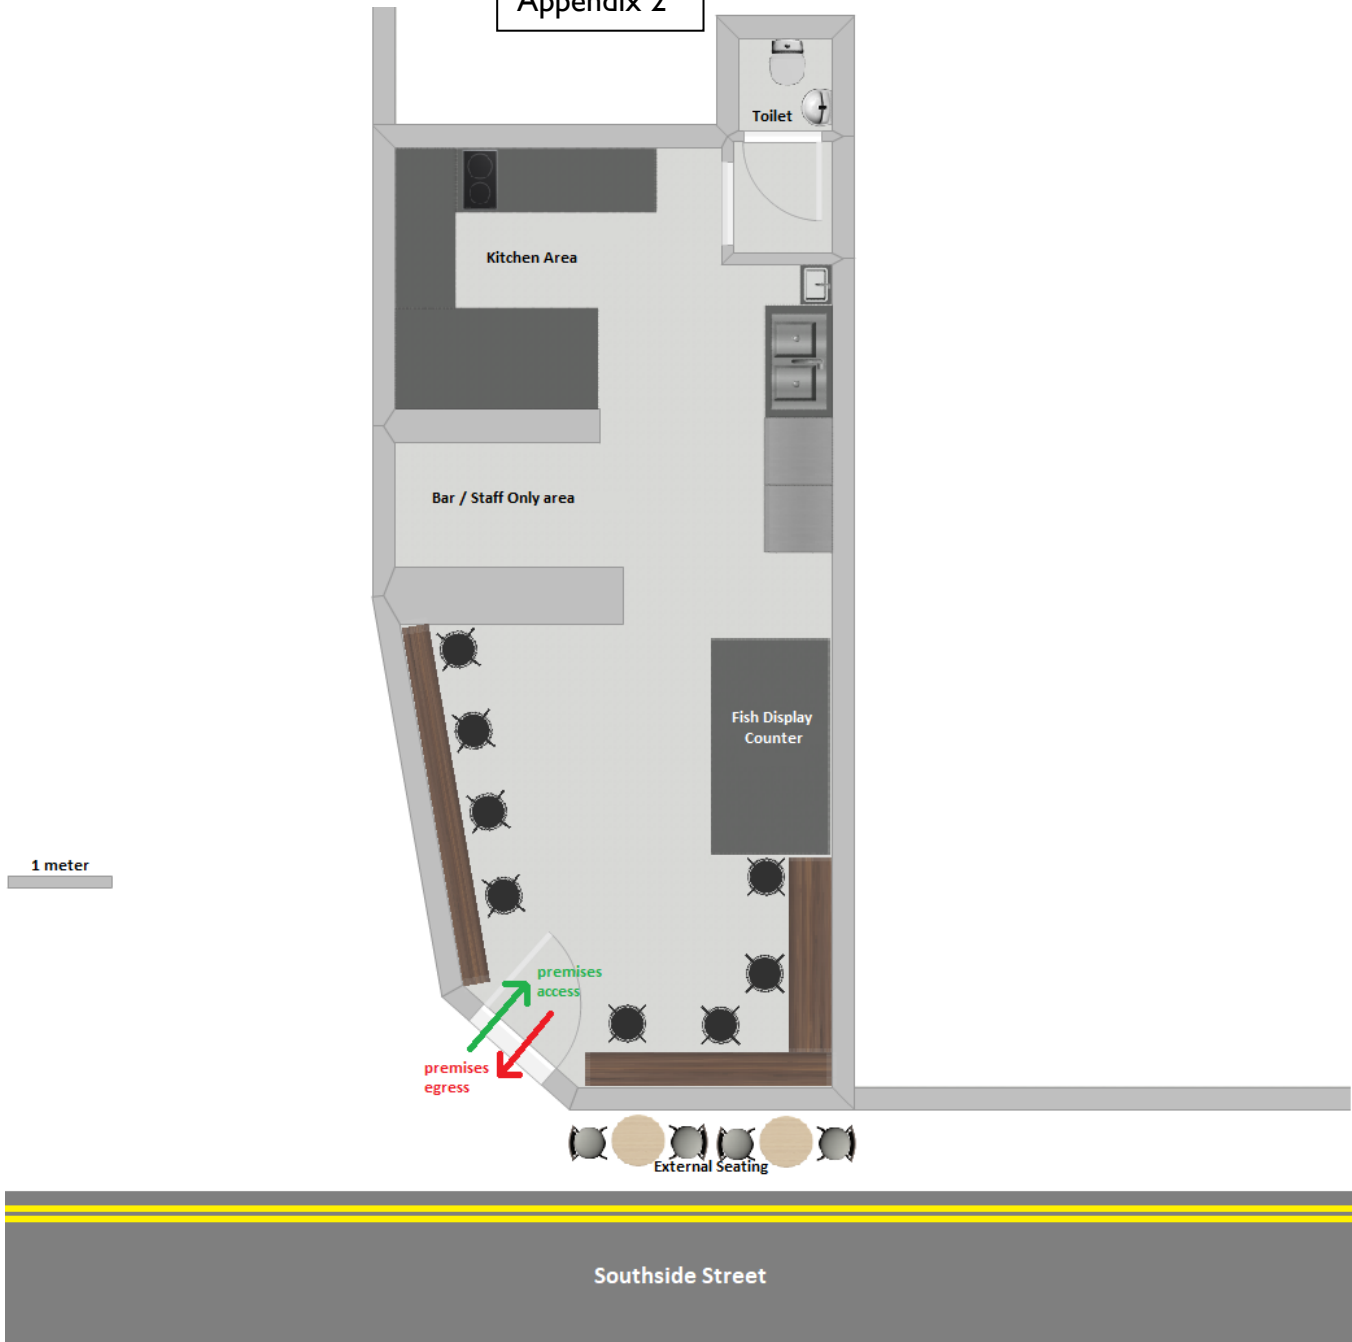 Appendix 2
Toilet
Kitchen Area
Bar / Staff Only area
Fish Display
Counter
1 meter
premises
access
premises
egress
External Seating
Southside Street